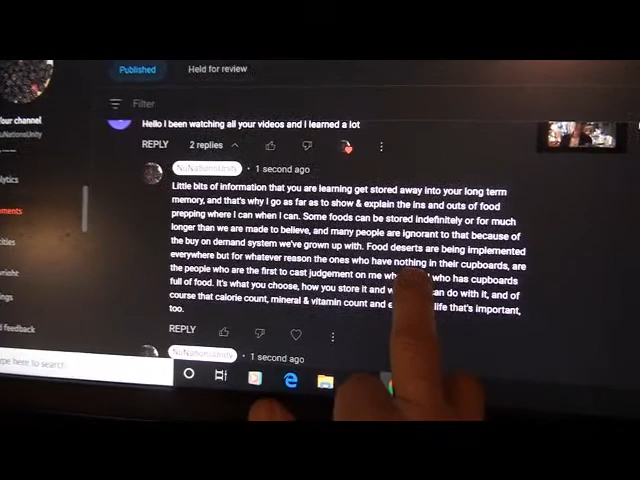 Published
Held for review
Filter
our channel
uNationsUnity
Hello I been watching all your videos and I learned a lot
REPLY
2 replies
NuNationsUnity • 1 second ago
Little bits of information that you are learning get stored away into your long term
memory, and that's why I go as far as to show & explain the ins and outs of food
prepping where I can when I can. Some foods can be stored indefinitely or for much
longer than we are made to believe, and many people are ignorant to that because of
the buy on demand system we've grown up with. Food deserts are being implemented
everywhere but for whatever reason the ones who have nothing in their cupboards, are
the people who are the first to cast judgement on me who has cupboards
full of food. It's what you choose, how you store it and can do with it, and of
course that calorie count, mineral & vitamin count and life that's important,
too.
REPLY
NuNationsUnity • 1 second ago
lytics
ments
titles
ings
d feedback
ype here to search